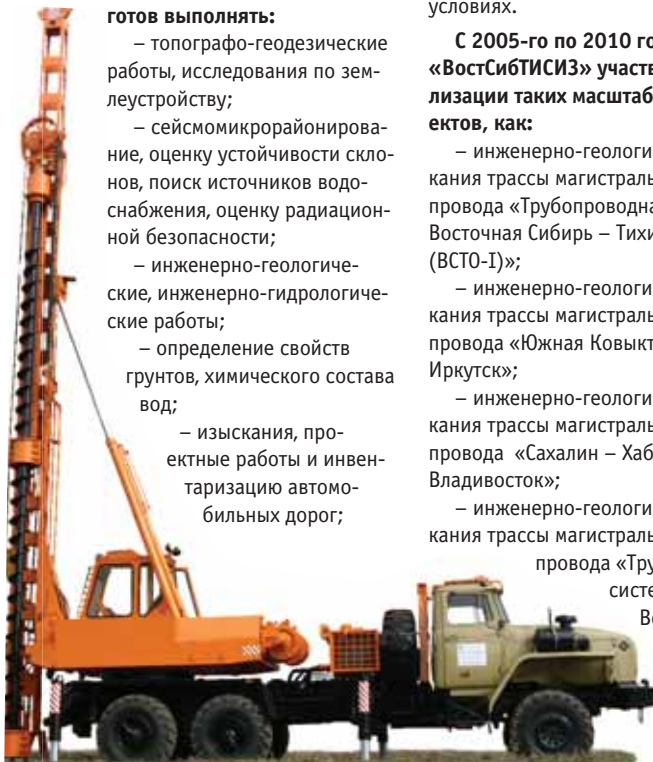 готов выполнять:
– топографо-геодезические
работы, исследования по зем-
леустройству;
– сейсмомикрорайонирова-
ние, оценку устойчивости скло-
нов, поиск источников водо-
снабжения, оценку радиацион-
ной безопасности;
– инженерно-геологиче-
ские, инженерно-гидрологиче-
ские работы;
– определение свойств
грунтов, химического состава
вод;
– изыскания, про-
ектные работы и инвен-
таризацию автомо-
бильных дорог;
условиях.
С 2005-го по 2010 го
«ВостСибТИСИЗ» участв
лизации таких масштаб
ектов, как:
– инженерно-геологи
кания трассы магистраль
провода «Трубопроводна
Восточная Сибирь – Тихи
(ВСТО-I)»;
– инженерно-геологи
кания трассы магистраль
провода «Южная Ковыкт
Иркутск»;
– инженерно-геологи
кания трассы магистраль
провода «Сахалин – Хаб
Владивосток»;
– инженерно-геологи
кания трассы магистраль
провода «Тру
систе
Во